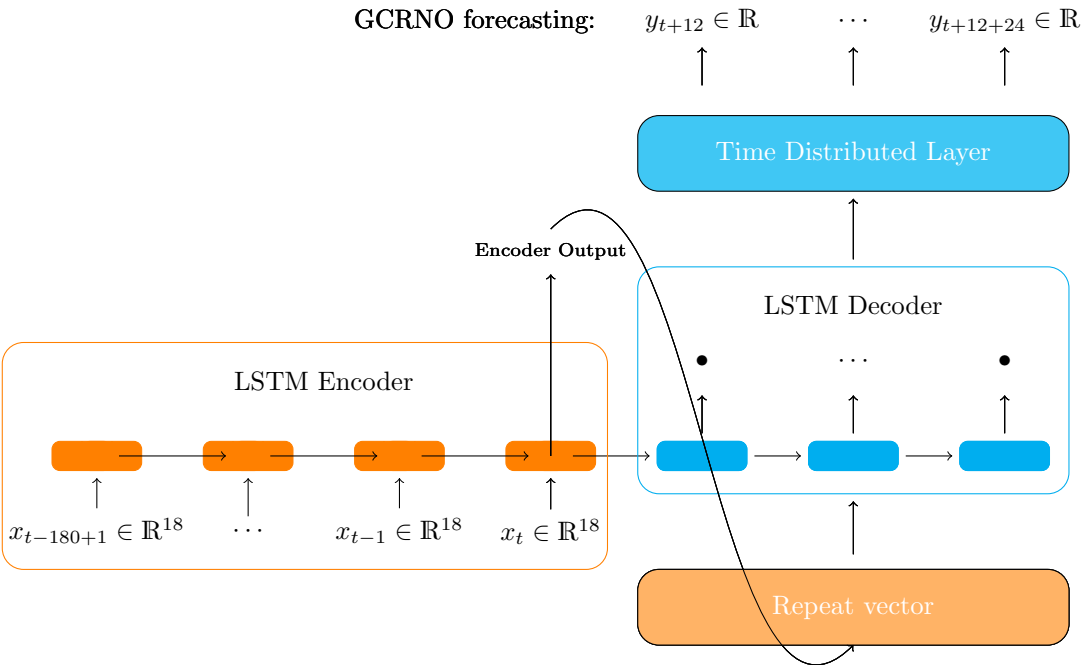 GCRNO forecasting: y_{t+12} ∈ ℝ ⋯ y_{t+12+24} ∈ ℝ
Time Distributed Layer
Encoder Output
LSTM Decoder
⋯
LSTM Encoder
x_{t−180+1} ∈ ℝ^{18} ⋯ x_{t−1} ∈ ℝ^{18} x_t ∈ ℝ^{18}
Repeat vector